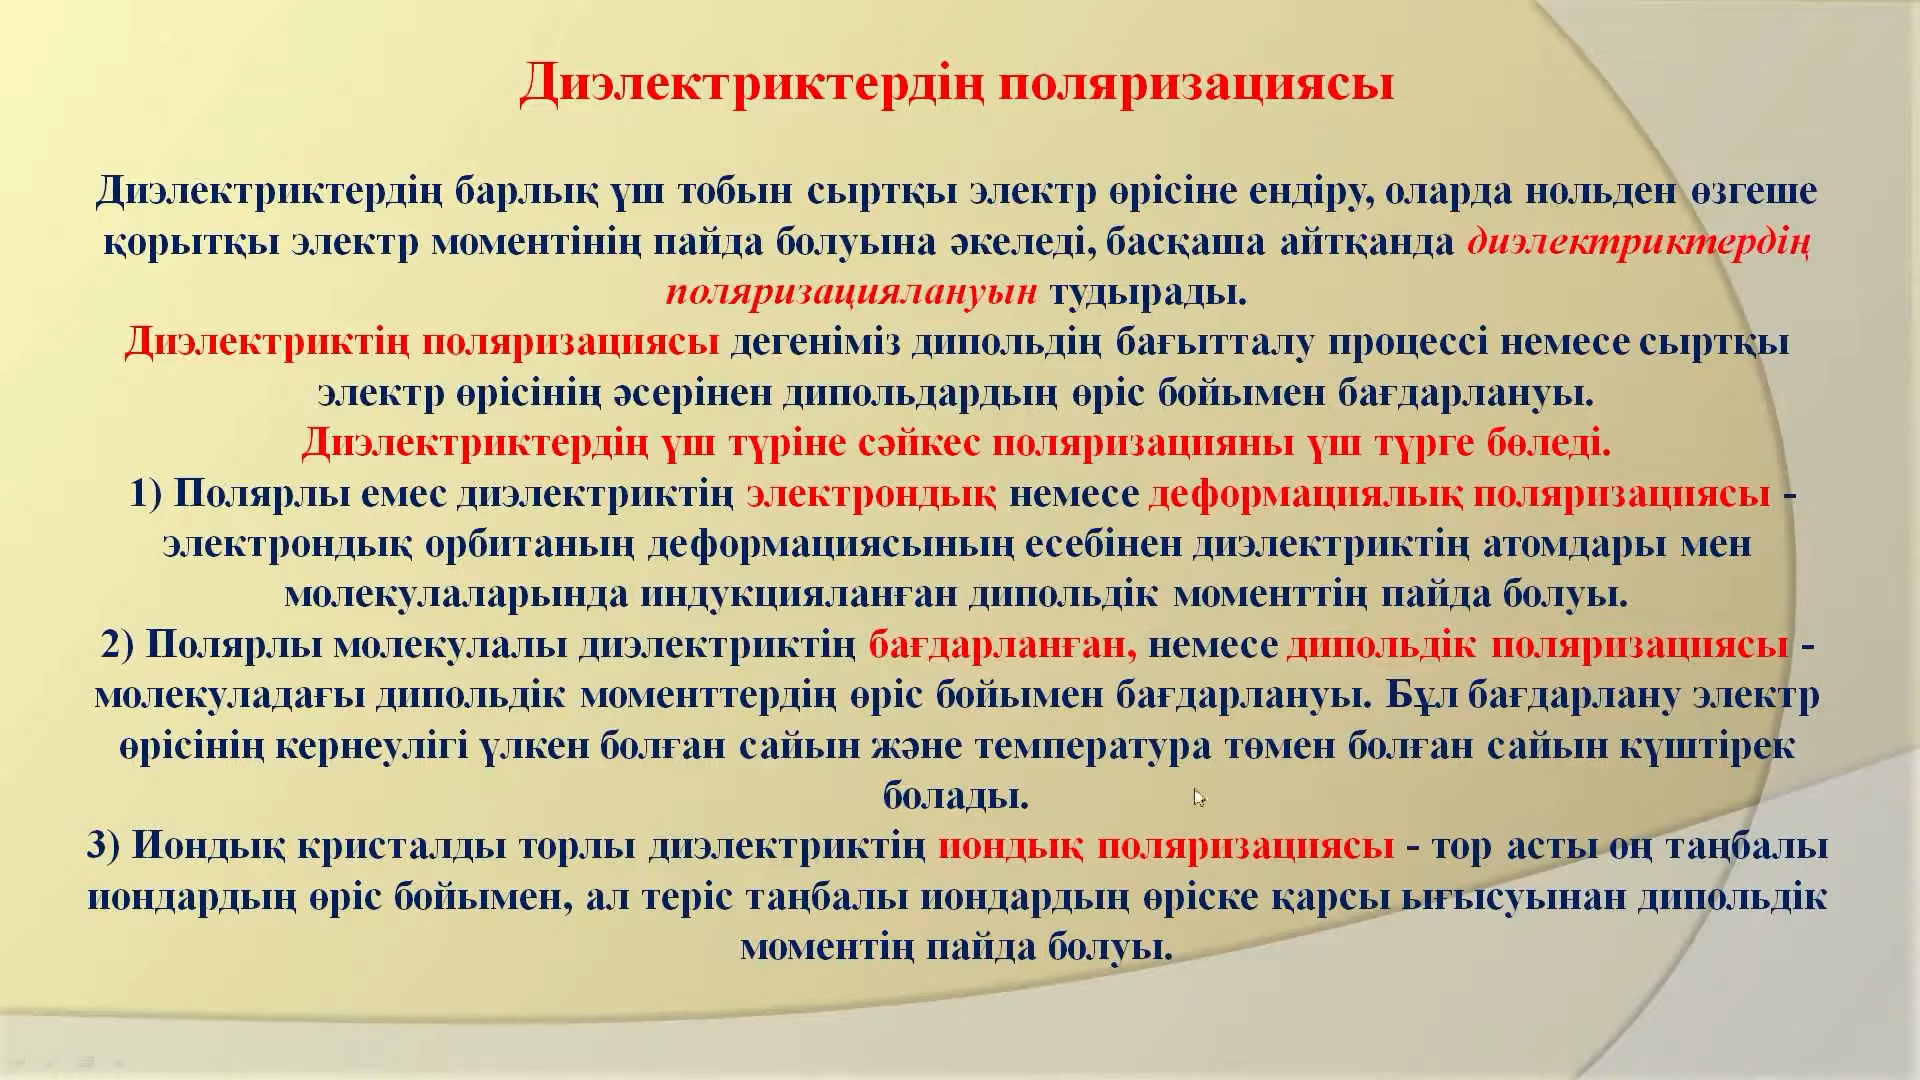 Диэлектриктердің поляризациясы
Диэлектриктердің барлық үш тобын сыртқы электр өрісіне ендіру, оларда нольден өзгеше
қорытқы электр моментінің пайда болуына әкеледі, басқаша айтқанда диэлектриктердің
поляризациялануын тудырады.
Диэлектриктің поляризациясы дегеніміз дипольдің бағытталу процессі немесе сыртқы
электр өрісінің әсерінен дипольдардың өріс бойымен бағдарлануы.
Диэлектриктердің үш түріне сәйкес поляризацияны үш түрге бөледі.
1) Полярлы емес диэлектриктің электрондық немесе деформациялық поляризациясы -
электрондық орбитаның деформациясының есебінен диэлектриктің атомдары мен
молекулаларында индукцияланған дипольдік моменттің пайда болуы.
2) Полярлы молекулалы диэлектриктің бағдарланған, немесе дипольдік поляризациясы -
молекуладағы дипольдік моменттердің өріс бойымен бағдарлануы. Бұл бағдарлану электр
өрісінің кернеулігі үлкен болған сайын және температура төмен болған сайын күштірек
болады.
3) Иондық кристалды торлы диэлектриктің иондық поляризациясы - тор асты оң таңбалы
иондардың өріс бойымен, ал теріс таңбалы иондардың өріске қарсы ығысуынан дипольдік
моментің пайда болуы.